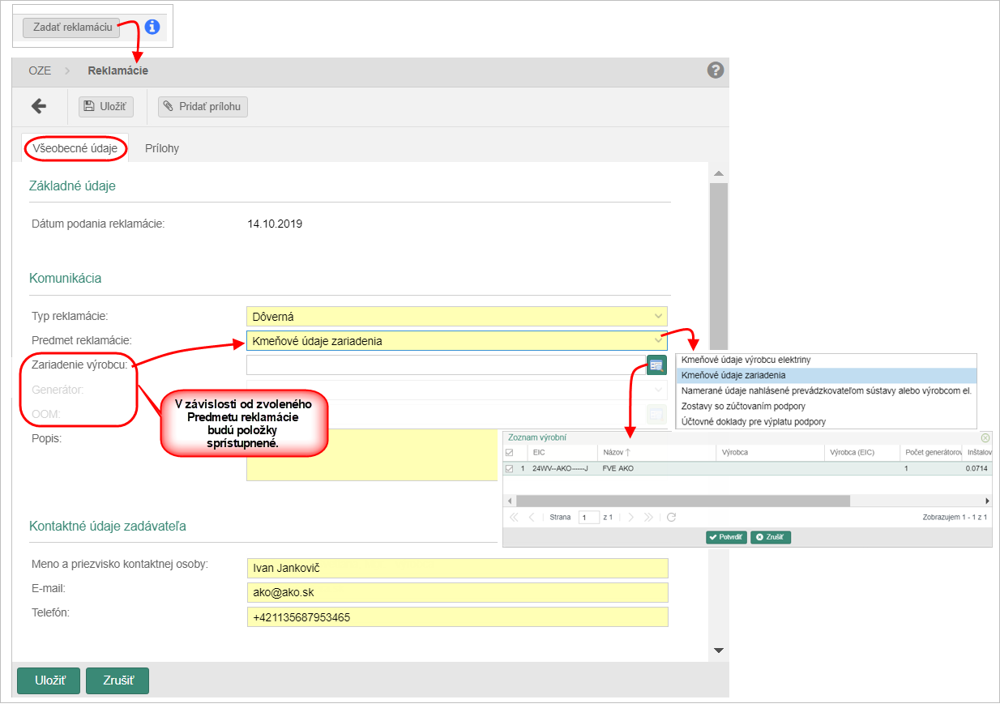 Zadať reklamáciu
OZE Reklamácie
Uložiť Pridať prílohu
Všeobecné údaje Prílohy
Základné údaje
Dátum podania reklamácie: 14.10.2019
Komunikácia
Typ reklamácie: Dôverná
Predmet reklamácie: Kmeňové údaje zariadenia
Zariadenie výrobcu:
Generátor:
OOM:
Popis:
V závislosti od zvoleného
Predmetu reklamácie
budú položky
sprístupnené.
Kmeňové údaje výrobcu elektriny
Kmeňové údaje zariadenia
Namerané údaje nahlásené prevádzkovateľom sústavy alebo výrobcom el.
Zostavy so zúčtovaním podpory
Účtovné doklady pre výplatu podpory
Zoznam výrobní
EIC Názov Výrobca Výrobca (EIC) Počet generátorov Inštalov
1 24WV--AKO------J FVE AKO 1 0.0714
Strana 1 z 1 Zobrazujem 1 - 1 z 1
Potvrdiť Zrušiť
Kontaktné údaje zadávateľa
Meno a priezvisko kontaktnej osoby: Ivan Jankovič
E-mail: ako@ako.sk
Telefón: +421135687953465
Uložiť Zrušiť